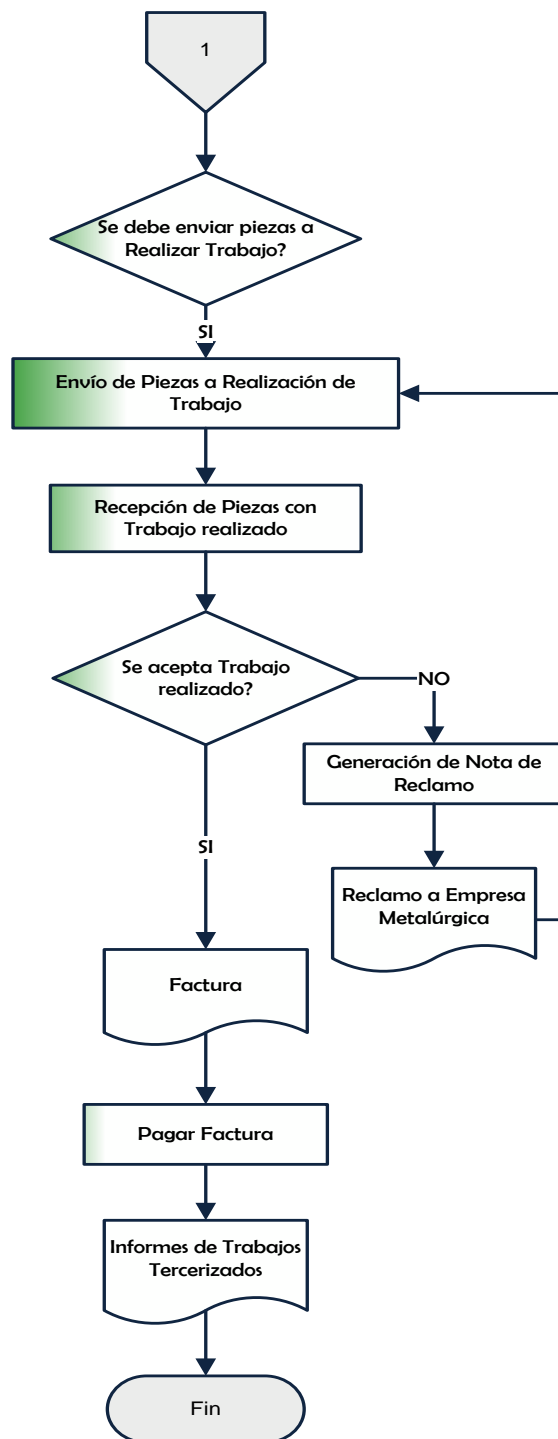 1
Se debe enviar piezas a
Realizar Trabajo?
SI
Envío de Piezas a Realización de
Trabajo
Recepción de Piezas con
Trabajo realizado
Se acepta Trabajo
realizado?
NO
Generación de Nota de
Reclamo
SI
Reclamo a Empresa
Metalúrgica
Factura
Pagar Factura
Informes de Trabajos
Tercerizados
Fin